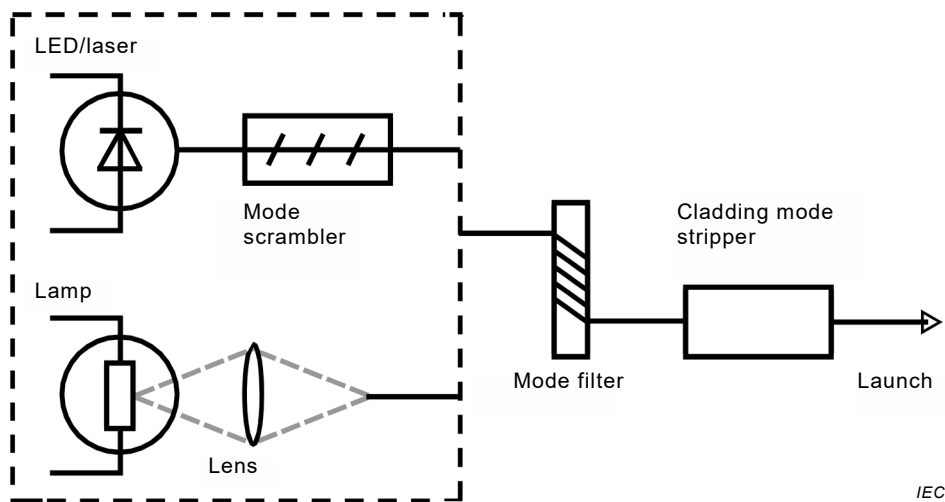 LED/laser
Mode
scrambler
Cladding mode
stripper
Lamp
Mode filter
Launch
Lens
IEC